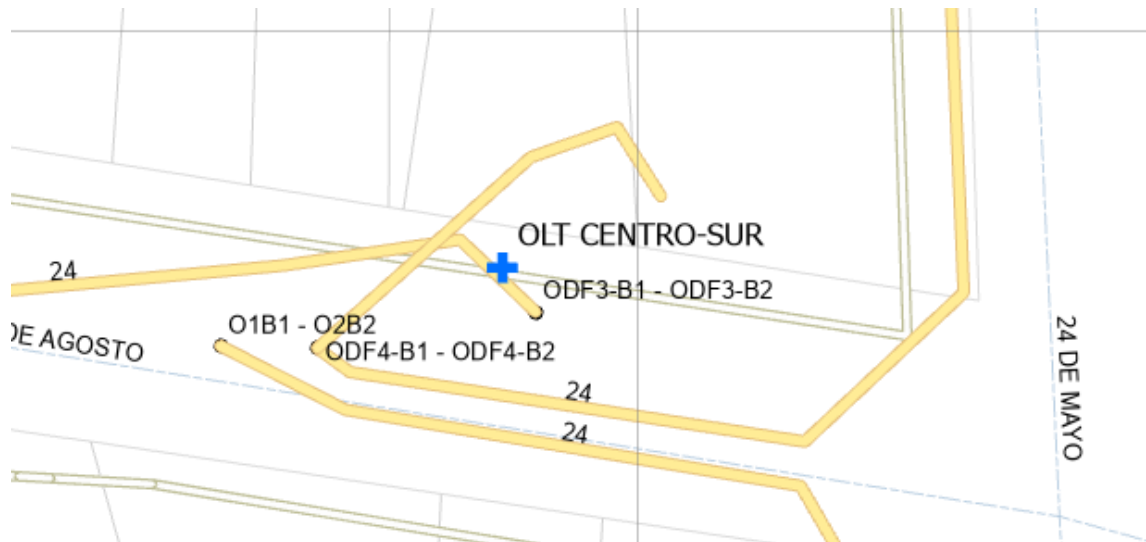 OLT CENTRO-SUR
24
ODF3-B1 - ODF3-B2
O1B1 - O2B2
DE AGOSTO
ODF4-B1 - ODF4-B2
24
24
24 DE MAYO